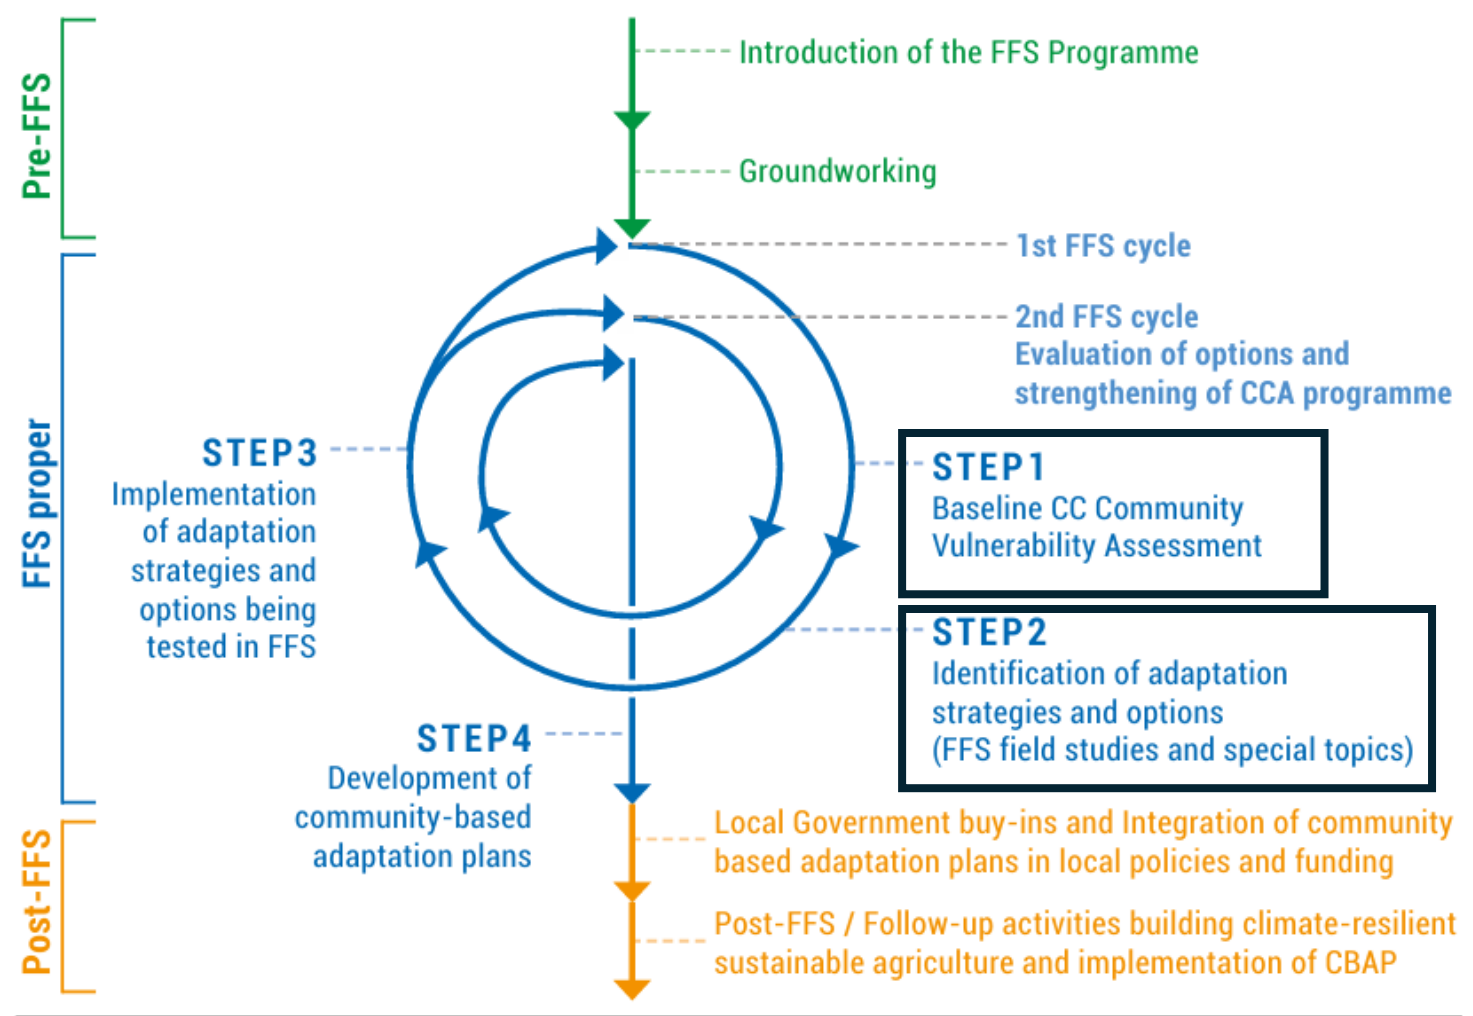 Pre-FFS
Introduction of the FFS Programme
Groundworking
FFS proper
1st FFS cycle
2nd FFS cycle
Evaluation of options and
strengthening of CCA programme
STEP1
Baseline CC Community
Vulnerability Assessment
STEP2
Identification of adaptation
strategies and options
(FFS field studies and special topics)
STEP3
Implementation
of adaptation
strategies and
options being
tested in FFS
STEP4
Development of
community-based
adaptation plans
Post-FFS
Local Government buy-ins and Integration of community
based adaptation plans in local policies and funding
Post-FFS / Follow-up activities building climate-resilient
sustainable agriculture and implementation of CBAP